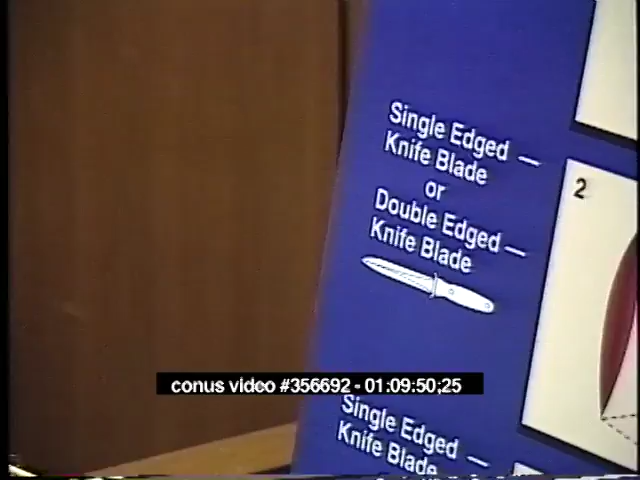 Single Edged —
Knife Blade
or
Double Edged —
Knife Blade
2
conus video #356692 - 01:09:50;25
Single Edged —
Knife Blade